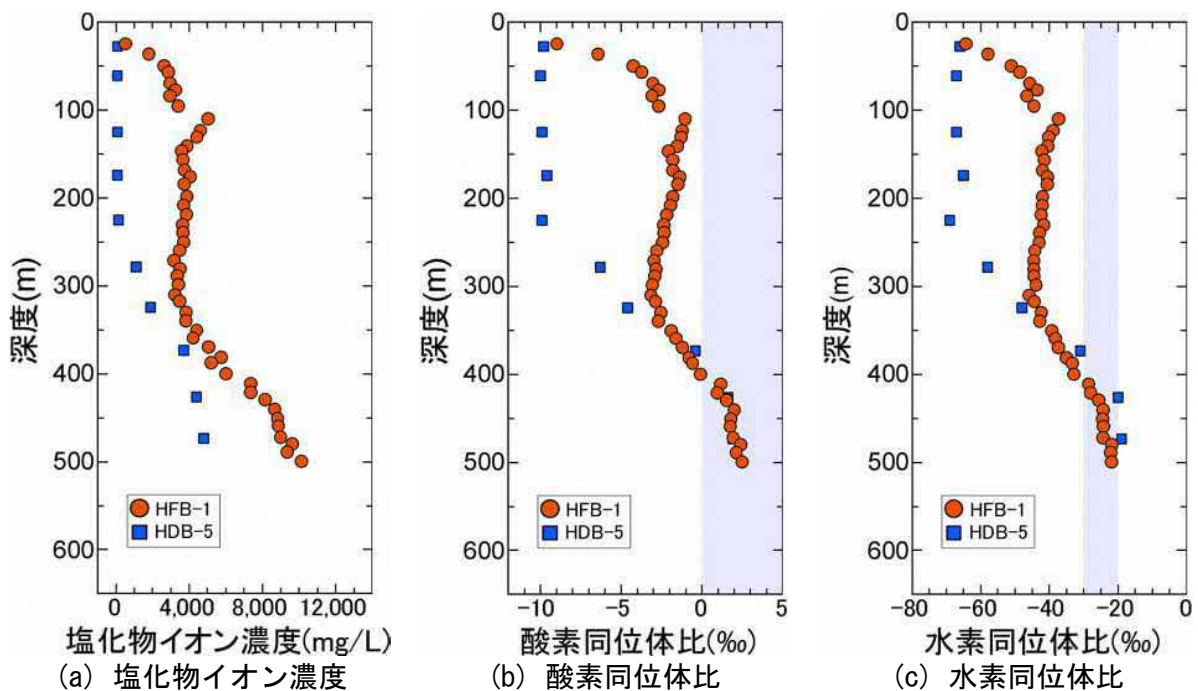 0
100
200
300
400
500
600
深度(m)
HFB-1
HDB-5
0 4,000 8,000 12,000
塩化物イオン濃度(mg/L)
(a) 塩化物イオン濃度
0
100
200
300
400
500
600
深度(m)
HFB-1
HDB-5
-10 -5 0 5
酸素同位体比(‰)
(b) 酸素同位体比
0
100
200
300
400
500
600
深度(m)
HFB-1
HDB-5
-80 -60 -40 -20 0
水素同位体比(‰)
(c) 水素同位体比